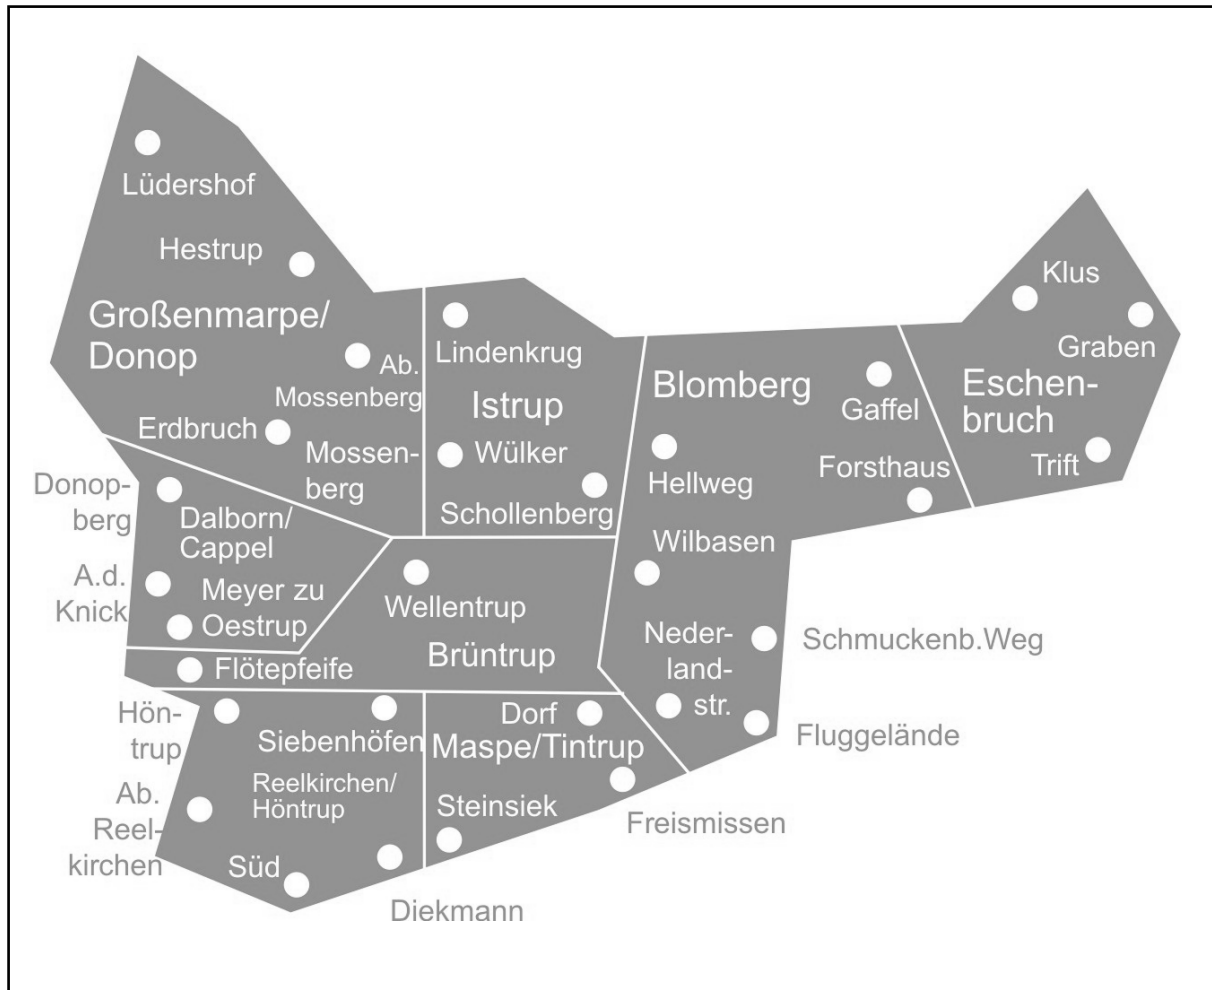 Lüdershof
Hestrup
Großenmarpe/
Donop
Ab.
Mossenberg
Erdbruch
Mossen-
berg
Lindenkrug
Istrup
Wülker
Schollenberg
Blomberg
Gaffel
Hellweg
Forsthaus
Wilbasen
Neder-
land-
str.
Schmuckenb.Weg
Fluggelände
Klus
Graben
Eschen-
bruch
Trift
Donop-
berg
Dalborn/
Cappel
A.d.
Knick
Meyer zu
Oestrup
Wellentrup
Brüntrup
Flötepfeife
Hön-
trup
Siebenhöfen
Reelkirchen/
Höntrup
Ab.
Reel-
kirchen
Süd
Diekmann
Dorf
Maspe/Tintrup
Steinsiek
Freismissen